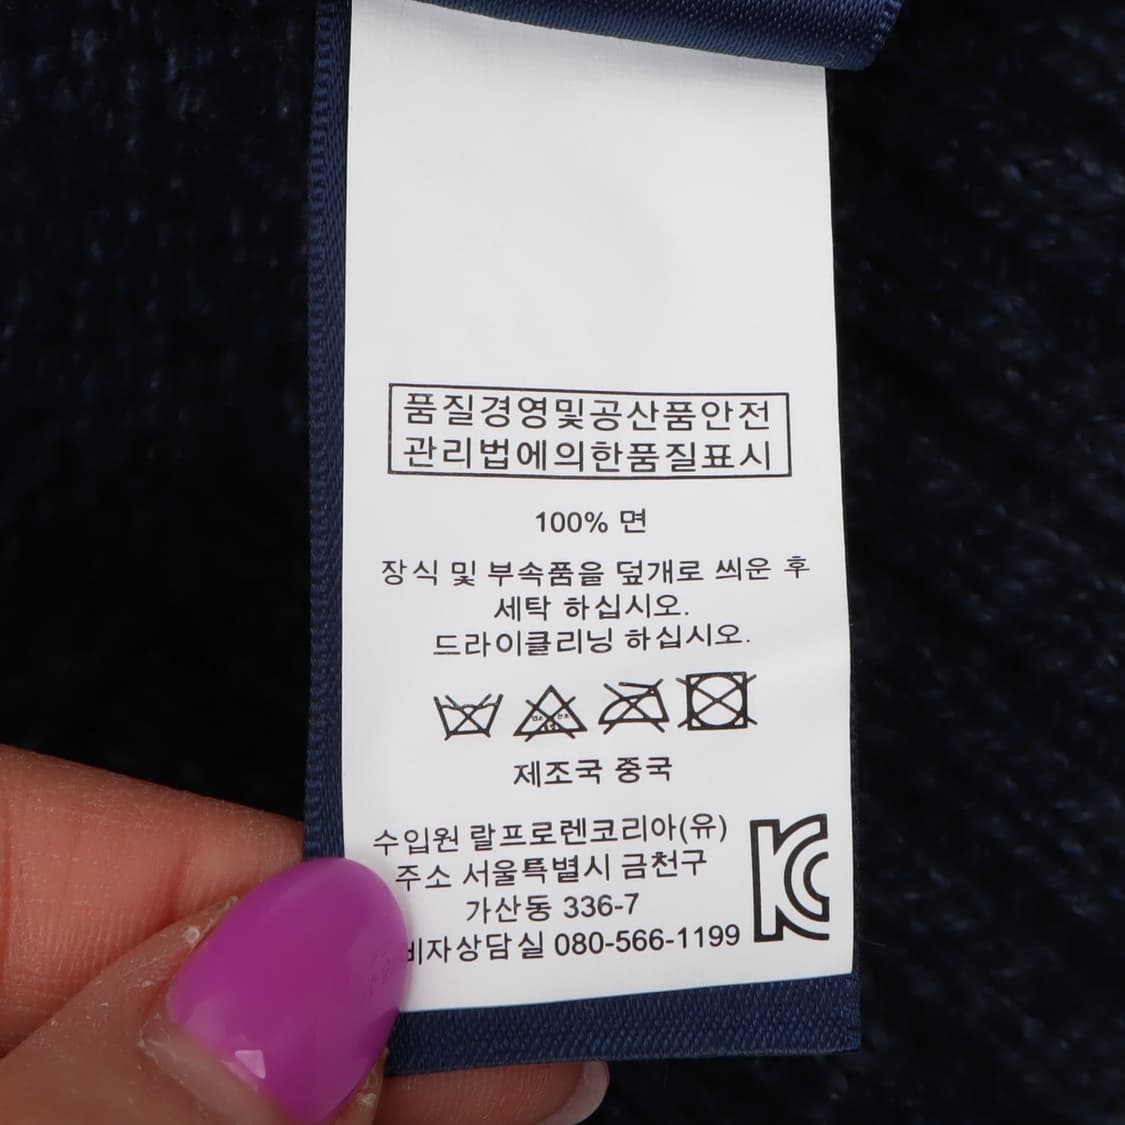 품질경영및공산품안전
관리법에의한품질표시
100% 면
장식 및 부속품을 덮개로 씌운 후
세탁 하십시오.
드라이클리닝 하십시오.
제조국 중국
수입원 랄프로렌코리아(유)
주소 서울특별시 금천구
가산동 336-7
비자상담실 080-566-1199